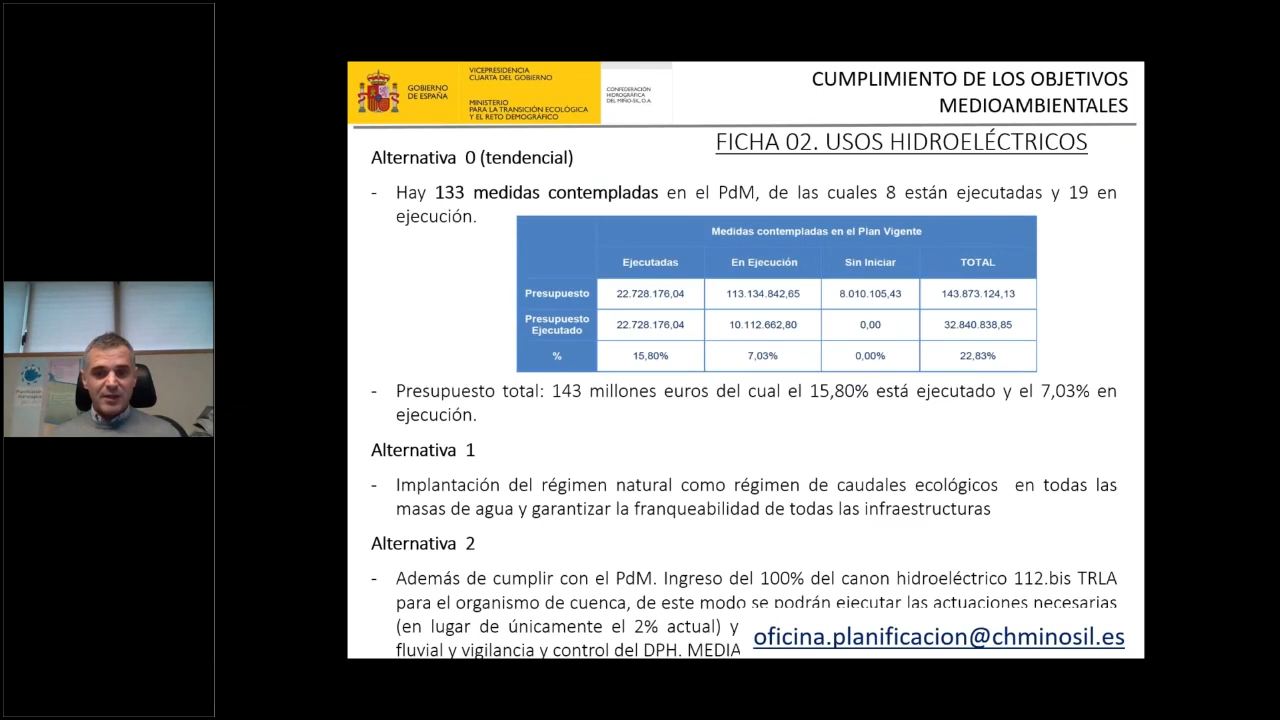 GOBIERNO
DE ESPAÑA
VICEPRESIDENCIA
CUARTA DEL GOBIERNO
MINISTERIO
PARA LA TRANSICIÓN ECOLÓGICA
Y EL RETO DEMOGRÁFICO
CONFEDERACIÓN
HIDROGRÁFICA
DEL MIÑO-SIL, O.A.
CUMPLIMIENTO DE LOS OBJETIVOS
MEDIOAMBIENTALES
FICHA 02. USOS HIDROELÉCTRICOS
Alternativa 0 (tendencial)
- Hay 133 medidas contempladas en el PdM, de las cuales 8 están ejecutadas y 19 en
ejecución.
Medidas contempladas en el Plan Vigente
Ejecutadas En Ejecución Sin Iniciar TOTAL
Presupuesto 22.728.176,04 113.134.842,65 8.010.105,43 143.873.124,13
Presupuesto
Ejecutado 22.728.176,04 10.112.662,80 0,00 32.840.838,85
% 15,80% 7,03% 0,00% 22,83%
- Presupuesto total: 143 millones euros del cual el 15,80% está ejecutado y el 7,03% en
ejecución.
Alternativa 1
- Implantación del régimen natural como régimen de caudales ecológicos en todas las
masas de agua y garantizar la franqueabilidad de todas las infraestructuras
Alternativa 2
- Además de cumplir con el PdM. Ingreso del 100% del canon hidroeléctrico 112.bis TRLA
para el organismo de cuenca, de este modo se podrán ejecutar las actuaciones necesarias
(en lugar de únicamente el 2% actual) y
fluvial y vigilancia y control del DPH. MEDIA
oficina.planificacion@chminosil.es